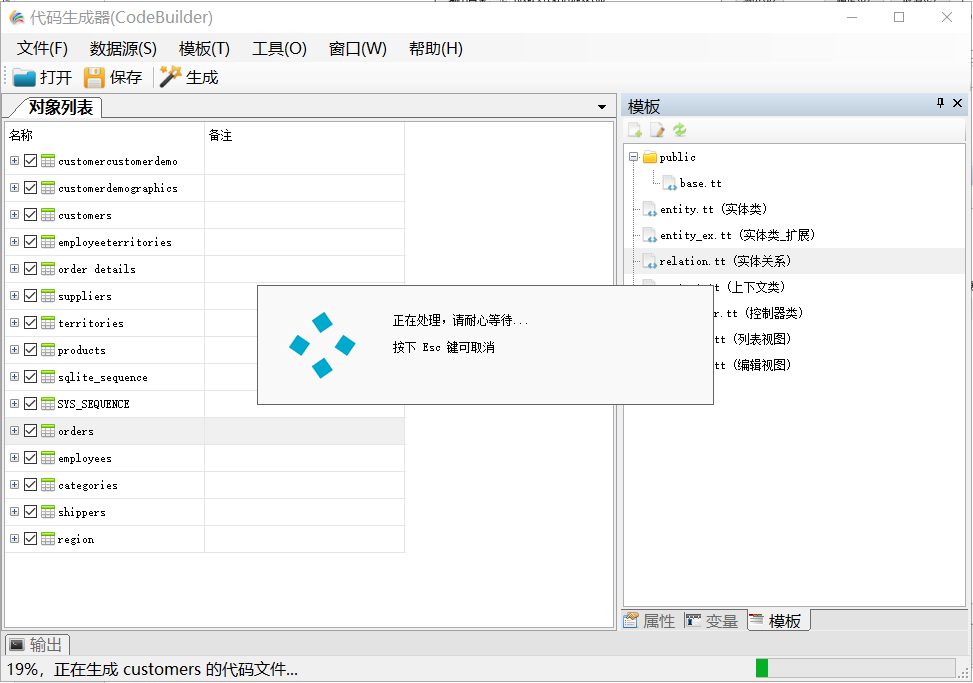 代码生成器(CodeBuilder)
文件(F) 数据源(S) 模板(T) 工具(O) 窗口(W) 帮助(H)
打开 保存 生成
对象列表
名称 备注
customercustomerdemo
customerdemographics
customers
employeeterritories
order details
suppliers
territories
products
sqlite_sequence
SYS_SEQUENCE
orders
employees
categories
shippers
region
正在处理，请耐心等待...
按下 Esc 键可取消
模板
public
base.tt
entity.tt (实体类)
entity_ex.tt (实体类_扩展)
relation.tt (实体关系)
tt (上下文类)
r.tt (控制器类)
tt (列表视图)
tt (编辑视图)
属性 变量 模板
输出
19%，正在生成 customers 的代码文件...